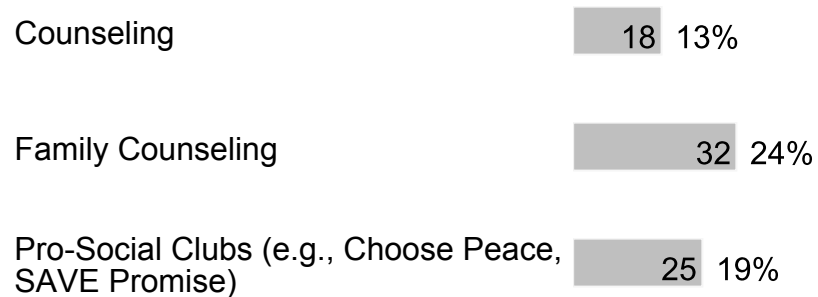 Counseling 18 13%
Family Counseling 32 24%
Pro-Social Clubs (e.g., Choose Peace,
SAVE Promise) 25 19%